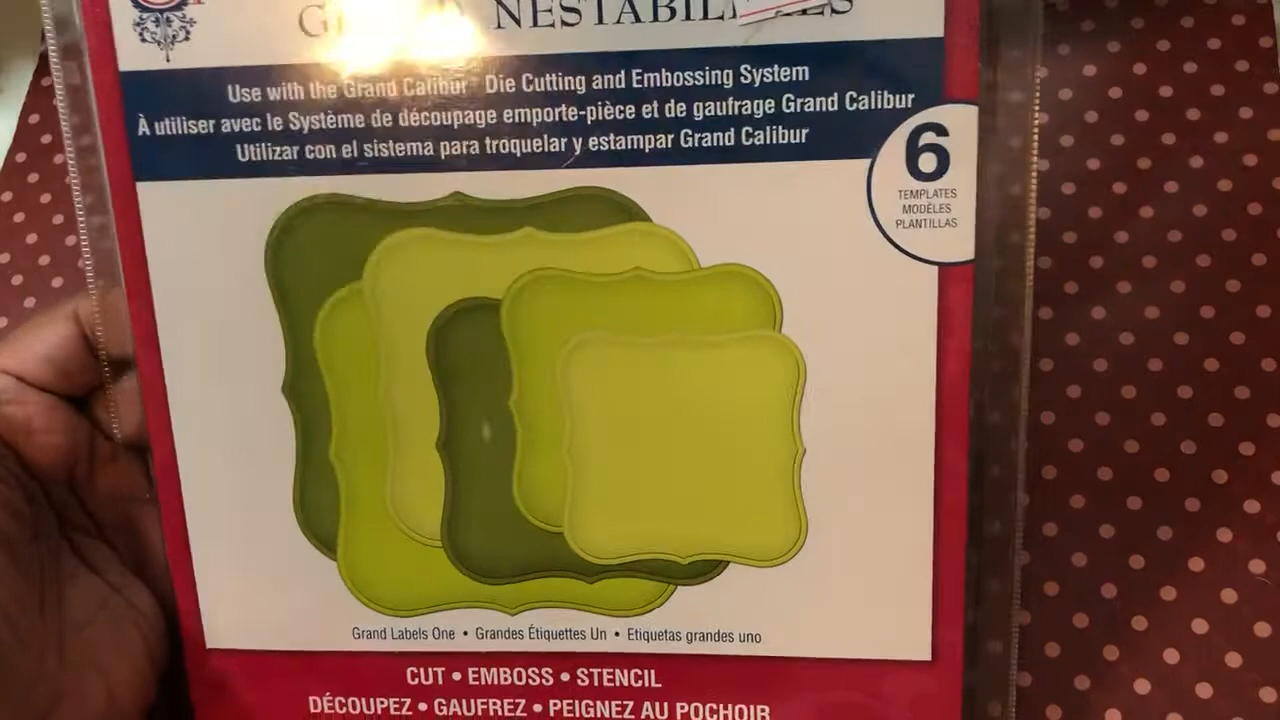 NESTABILITIES
Use with the Grand Calibur Die Cutting and Embossing System
À utiliser avec le Système de découpage emporte-pièce et de gaufrage Grand Calibur
Utilizar con el sistema para troquelar y estampar Grand Calibur
6
TEMPLATES
MODÈLES
PLANTILLAS
Grand Labels One • Grandes Étiquettes Un • Etiquetas grandes uno
CUT • EMBOSS • STENCIL
DÉCOUPEZ • GAUFREZ • PEIGNEZ AU POCHOIR